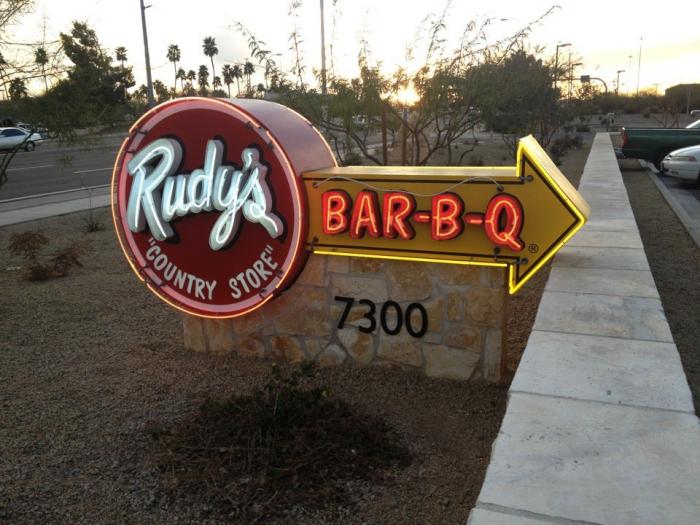 Rudy's
"COUNTRY STORE"
BAR-B-Q®
7300